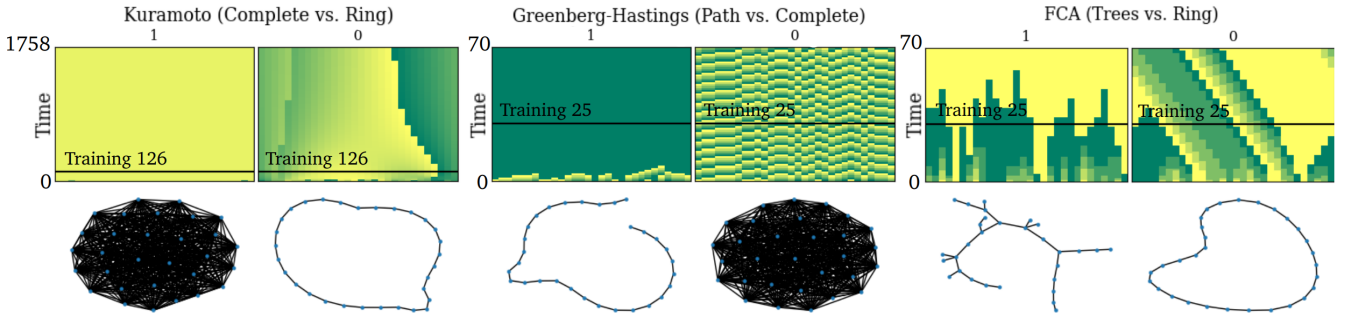 Kuramoto (Complete vs. Ring)
1 0
1758
Time
Training 126 Training 126
0
Greenberg-Hastings (Path vs. Complete)
1 0
70
Time
Training 25 Training 25
0
FCA (Trees vs. Ring)
1 0
70
Time
Training 25 Training 25
0